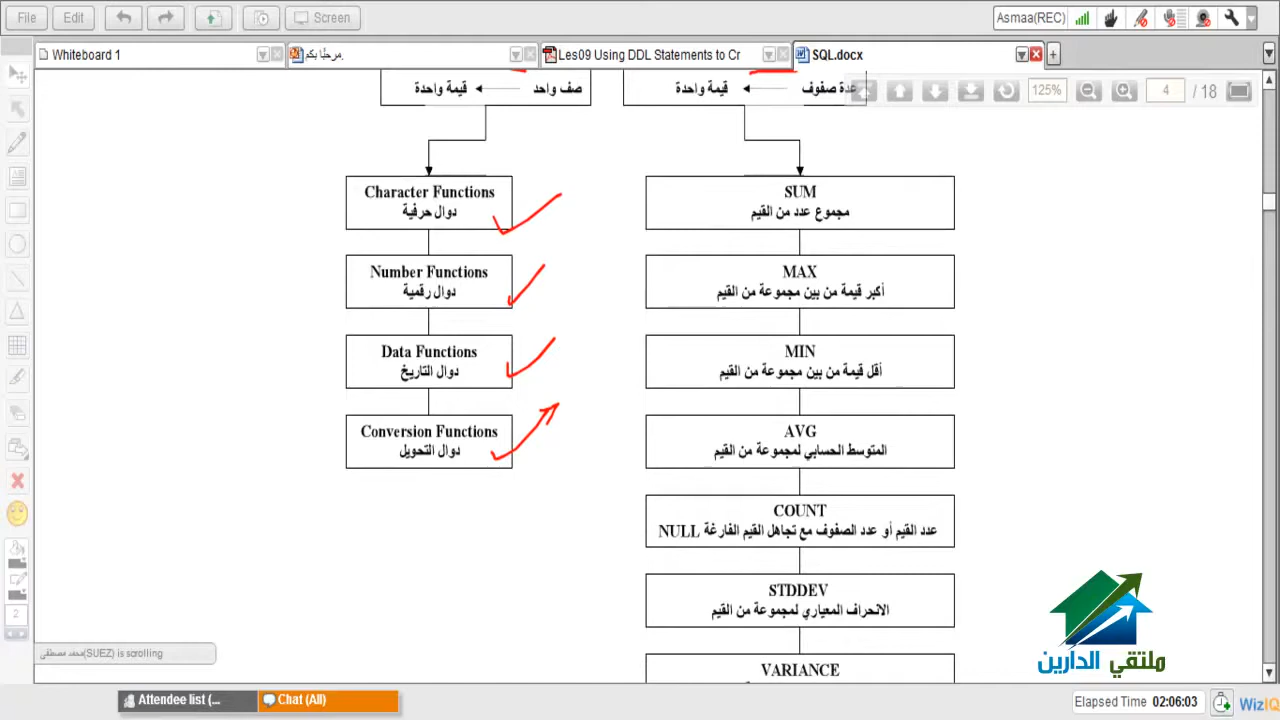 File
Edit
Screen
Asmaa(REC)
Whiteboard 1
مرحبًا بكم.
Les09 Using DDL Statements to Cr
SQL.docx
صف واحد
قيمة واحدة
عدة صفوف
قيمة واحدة
125%
4
/ 18
Character Functions
دوال حرفية
Number Functions
دوال رقمية
Data Functions
دوال التاريخ
Conversion Functions
دوال التحويل
SUM
مجموع عدد من القيم
MAX
أكبر قيمة من بين مجموعة من القيم
MIN
أقل قيمة من بين مجموعة من القيم
AVG
المتوسط الحسابي لمجموعة من القيم
COUNT
عدد القيم أو عدد الصفوف مع تجاهل القيم الفارغة NULL
STDDEV
الانحراف المعياري لمجموعة من القيم
VARIANCE
2
محمد مصطفى(SUEZ) is scrolling
ملتقي الدارين
Attendee list (...
Chat (All)
Elapsed Time 02:06:03
WizIQ